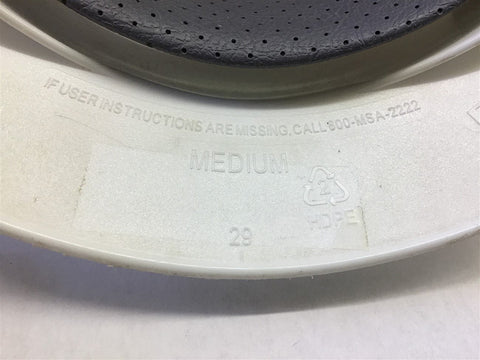 IF USER INSTRUCTIONS ARE MISSING, CALL 800-MSA-2222
MEDIUM
2
HDPE
29